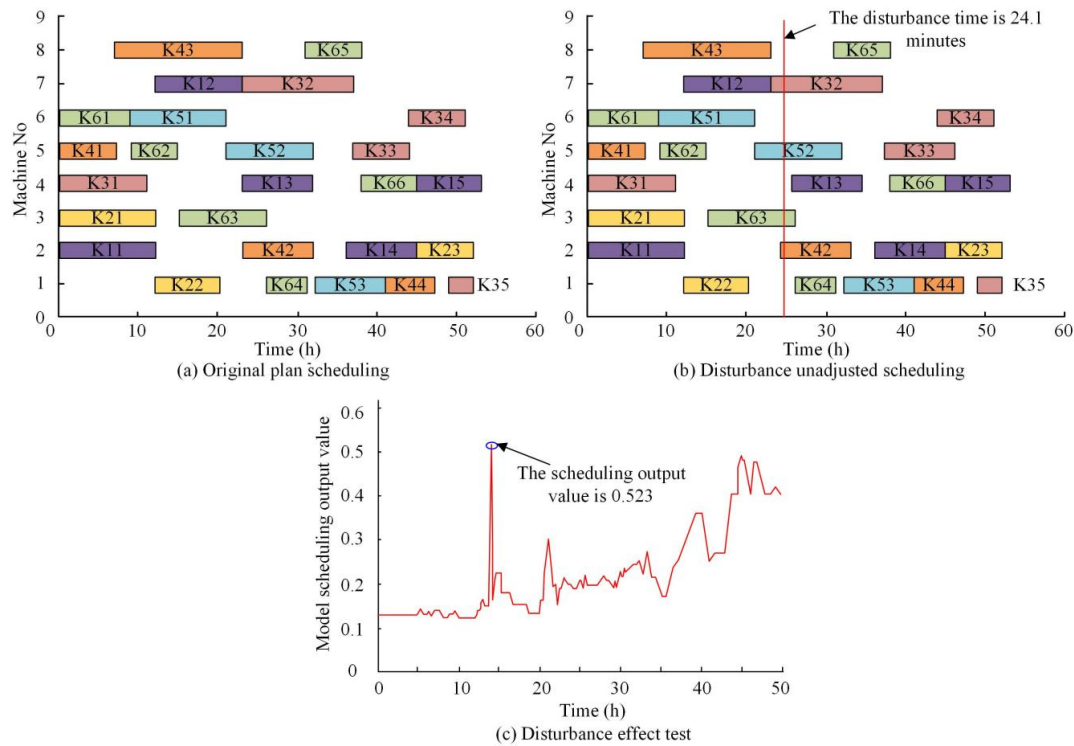 9
8
7
6
5
4
3
2
1
0
Machine No
K43
K65
K12
K32
K61
K51
K34
K41
K62
K52
K33
K31
K13
K66
K15
K21
K63
K11
K42
K14
K23
K22
K64
K53
K44
K35
0
10
20
30
40
50
60
Time (h)
(a) Original plan scheduling
The disturbance time is 24.1
minutes
9
8
7
6
5
4
3
2
1
0
Machine No
K43
K65
K12
K32
K61
K51
K34
K41
K62
K52
K33
K31
K13
K66
K15
K21
K63
K11
K42
K14
K23
K22
K64
K53
K44
K35
0
10
20
30
40
50
60
Time (h)
(b) Disturbance unadjusted scheduling
0.6
0.5
0.4
0.3
0.2
0.1
0
Model scheduling output value
The scheduling output
value is 0.523
0
10
20
30
40
50
Time (h)
(c) Disturbance effect test